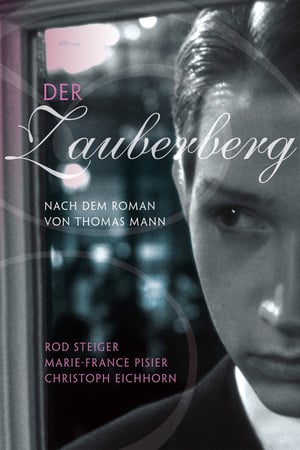 DER
Zauberberg
NACH DEM ROMAN
VON THOMAS MANN
ROD STEIGER
MARIE-FRANCE PISIER
CHRISTOPH EICHHORN